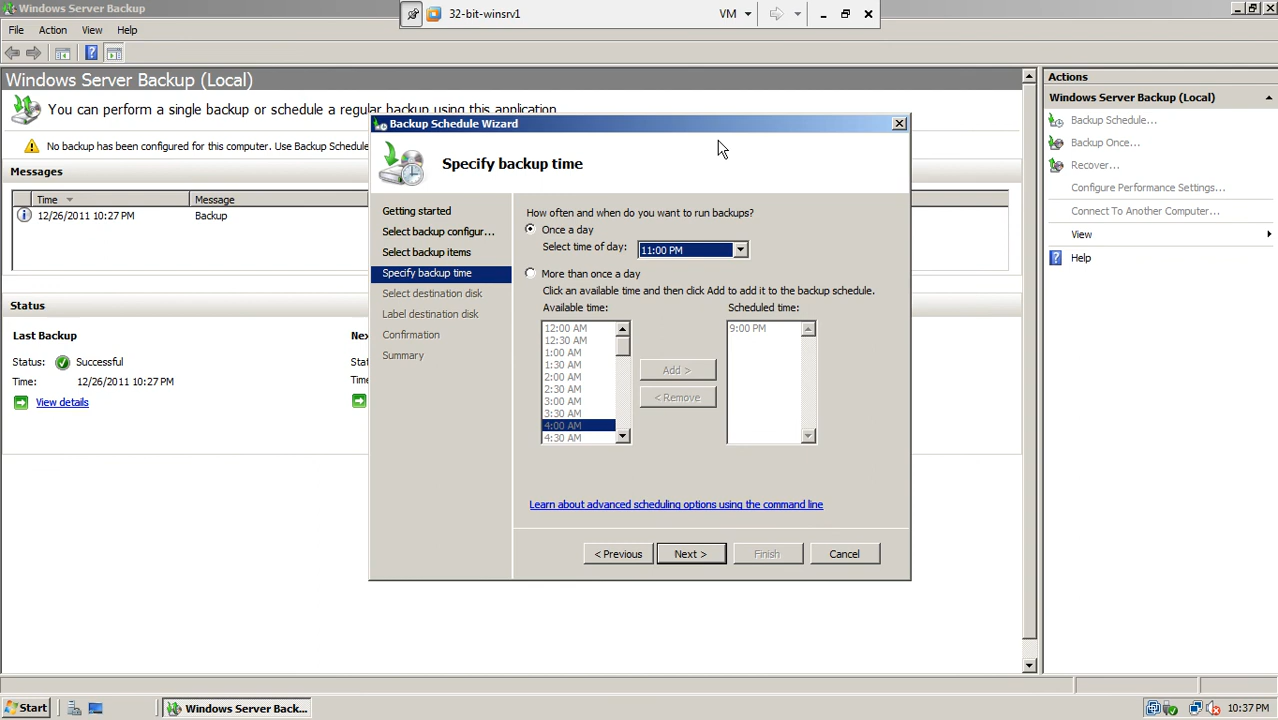 Windows Server Backup
32-bit-winsrv1
VM
File Action View Help
Windows Server Backup (Local)
You can perform a single backup or schedule a regular backup using this application.
No backup has been configured for this computer. Use Backup Schedule
Messages
Time Message
12/26/2011 10:27 PM Backup
Status
Last Backup
Status: Successful
Time: 12/26/2011 10:27 PM
View details
Backup Schedule Wizard
Specify backup time
Getting started
Select backup configur...
Select backup items
Specify backup time
Select destination disk
Label destination disk
Confirmation
Summary
How often and when do you want to run backups?
Once a day
Select time of day: 11:00 PM
More than once a day
Click an available time and then click Add to add it to the backup schedule.
Available time: Scheduled time:
12:00 AM
12:30 AM
1:00 AM
1:30 AM
2:00 AM
2:30 AM
3:00 AM
3:30 AM
4:00 AM
4:30 AM
Add >
< Remove
9:00 PM
Learn about advanced scheduling options using the command line
< Previous Next > Finish Cancel
Actions
Windows Server Backup (Local)
Backup Schedule...
Backup Once...
Recover...
Configure Performance Settings...
Connect To Another Computer...
View
Help
Start
Windows Server Back...
10:37 PM